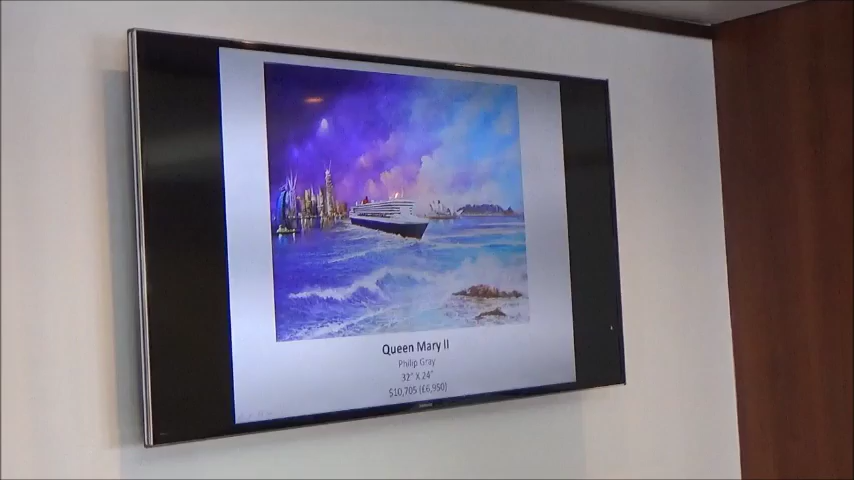 Queen Mary II
Philip Gray
32" X 24"
$10,705 (£6,950)